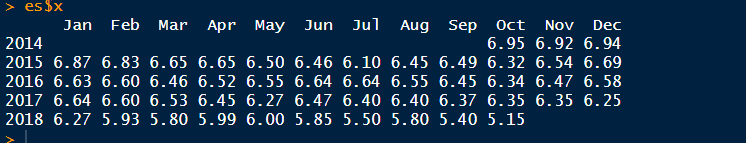 > es$x
Jan Feb Mar Apr May Jun Jul Aug Sep Oct Nov Dec
2014 6.95 6.92 6.94
2015 6.87 6.83 6.65 6.65 6.50 6.46 6.10 6.45 6.49 6.32 6.54 6.69
2016 6.63 6.60 6.46 6.52 6.55 6.64 6.64 6.55 6.45 6.34 6.47 6.58
2017 6.64 6.60 6.53 6.45 6.27 6.47 6.40 6.40 6.37 6.35 6.35 6.25
2018 6.27 5.93 5.80 5.99 6.00 5.85 5.50 5.80 5.40 5.15
>